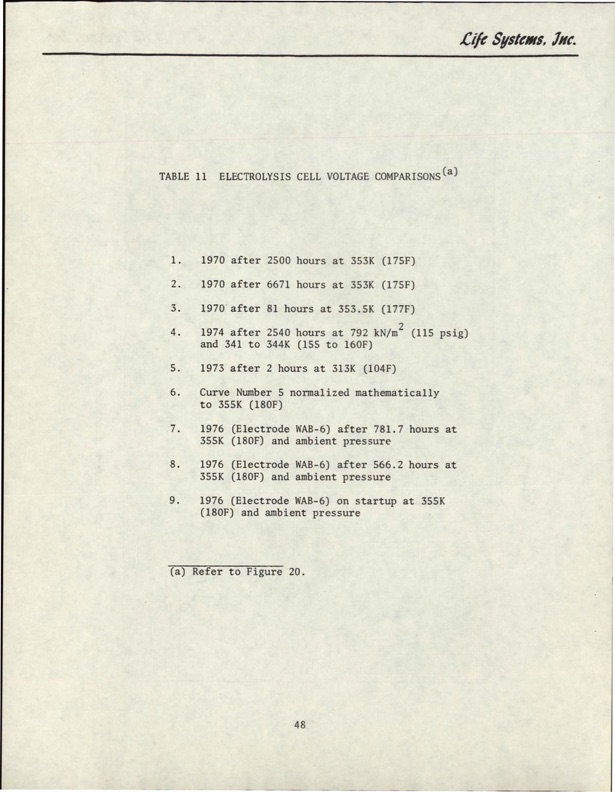 Life Systems, Inc.
TABLE 11 ELECTROLYSIS CELL VOLTAGE COMPARISONS(a)
1. 1970 after 2500 hours at 353K (175F)
2. 1970 after 6671 hours at 353K (175F)
3. 1970 after 81 hours at 353.5K (177F)
4. 1974 after 2540 hours at 792 kN/m2 (115 psig)
and 341 to 344K (155 to 160F)
5. 1973 after 2 hours at 313K (104F)
6. Curve Number 5 normalized mathematically
to 355K (180F)
7. 1976 (Electrode WAB-6) after 781.7 hours at
355K (180F) and ambient pressure
8. 1976 (Electrode WAB-6) after 566.2 hours at
355K (180F) and ambient pressure
9. 1976 (Electrode WAB-6) on startup at 355K
(180F) and ambient pressure
(a) Refer to Figure 20.
48